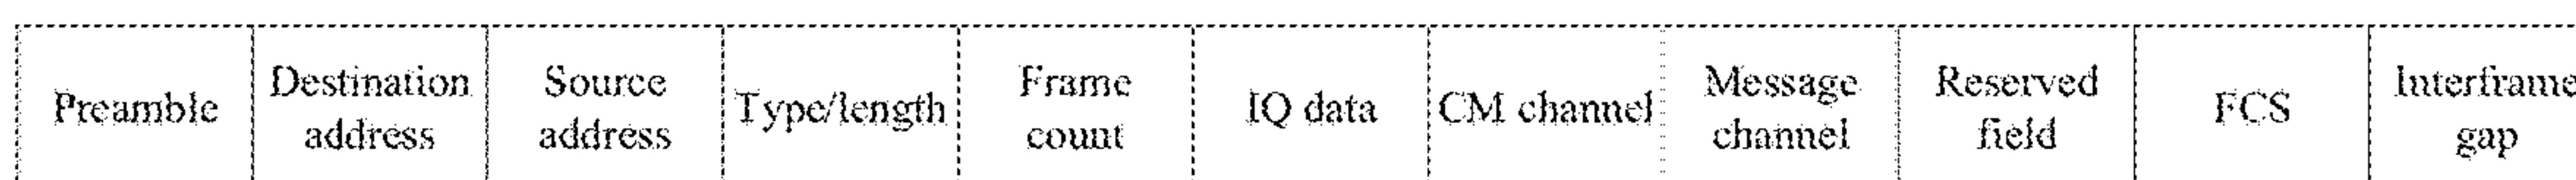 Preamble
Destination
address
Source
address
Type/length
Frame
count
IQ data
CM channel
Message
channel
Reserved
field
FCS
Interframe
gap